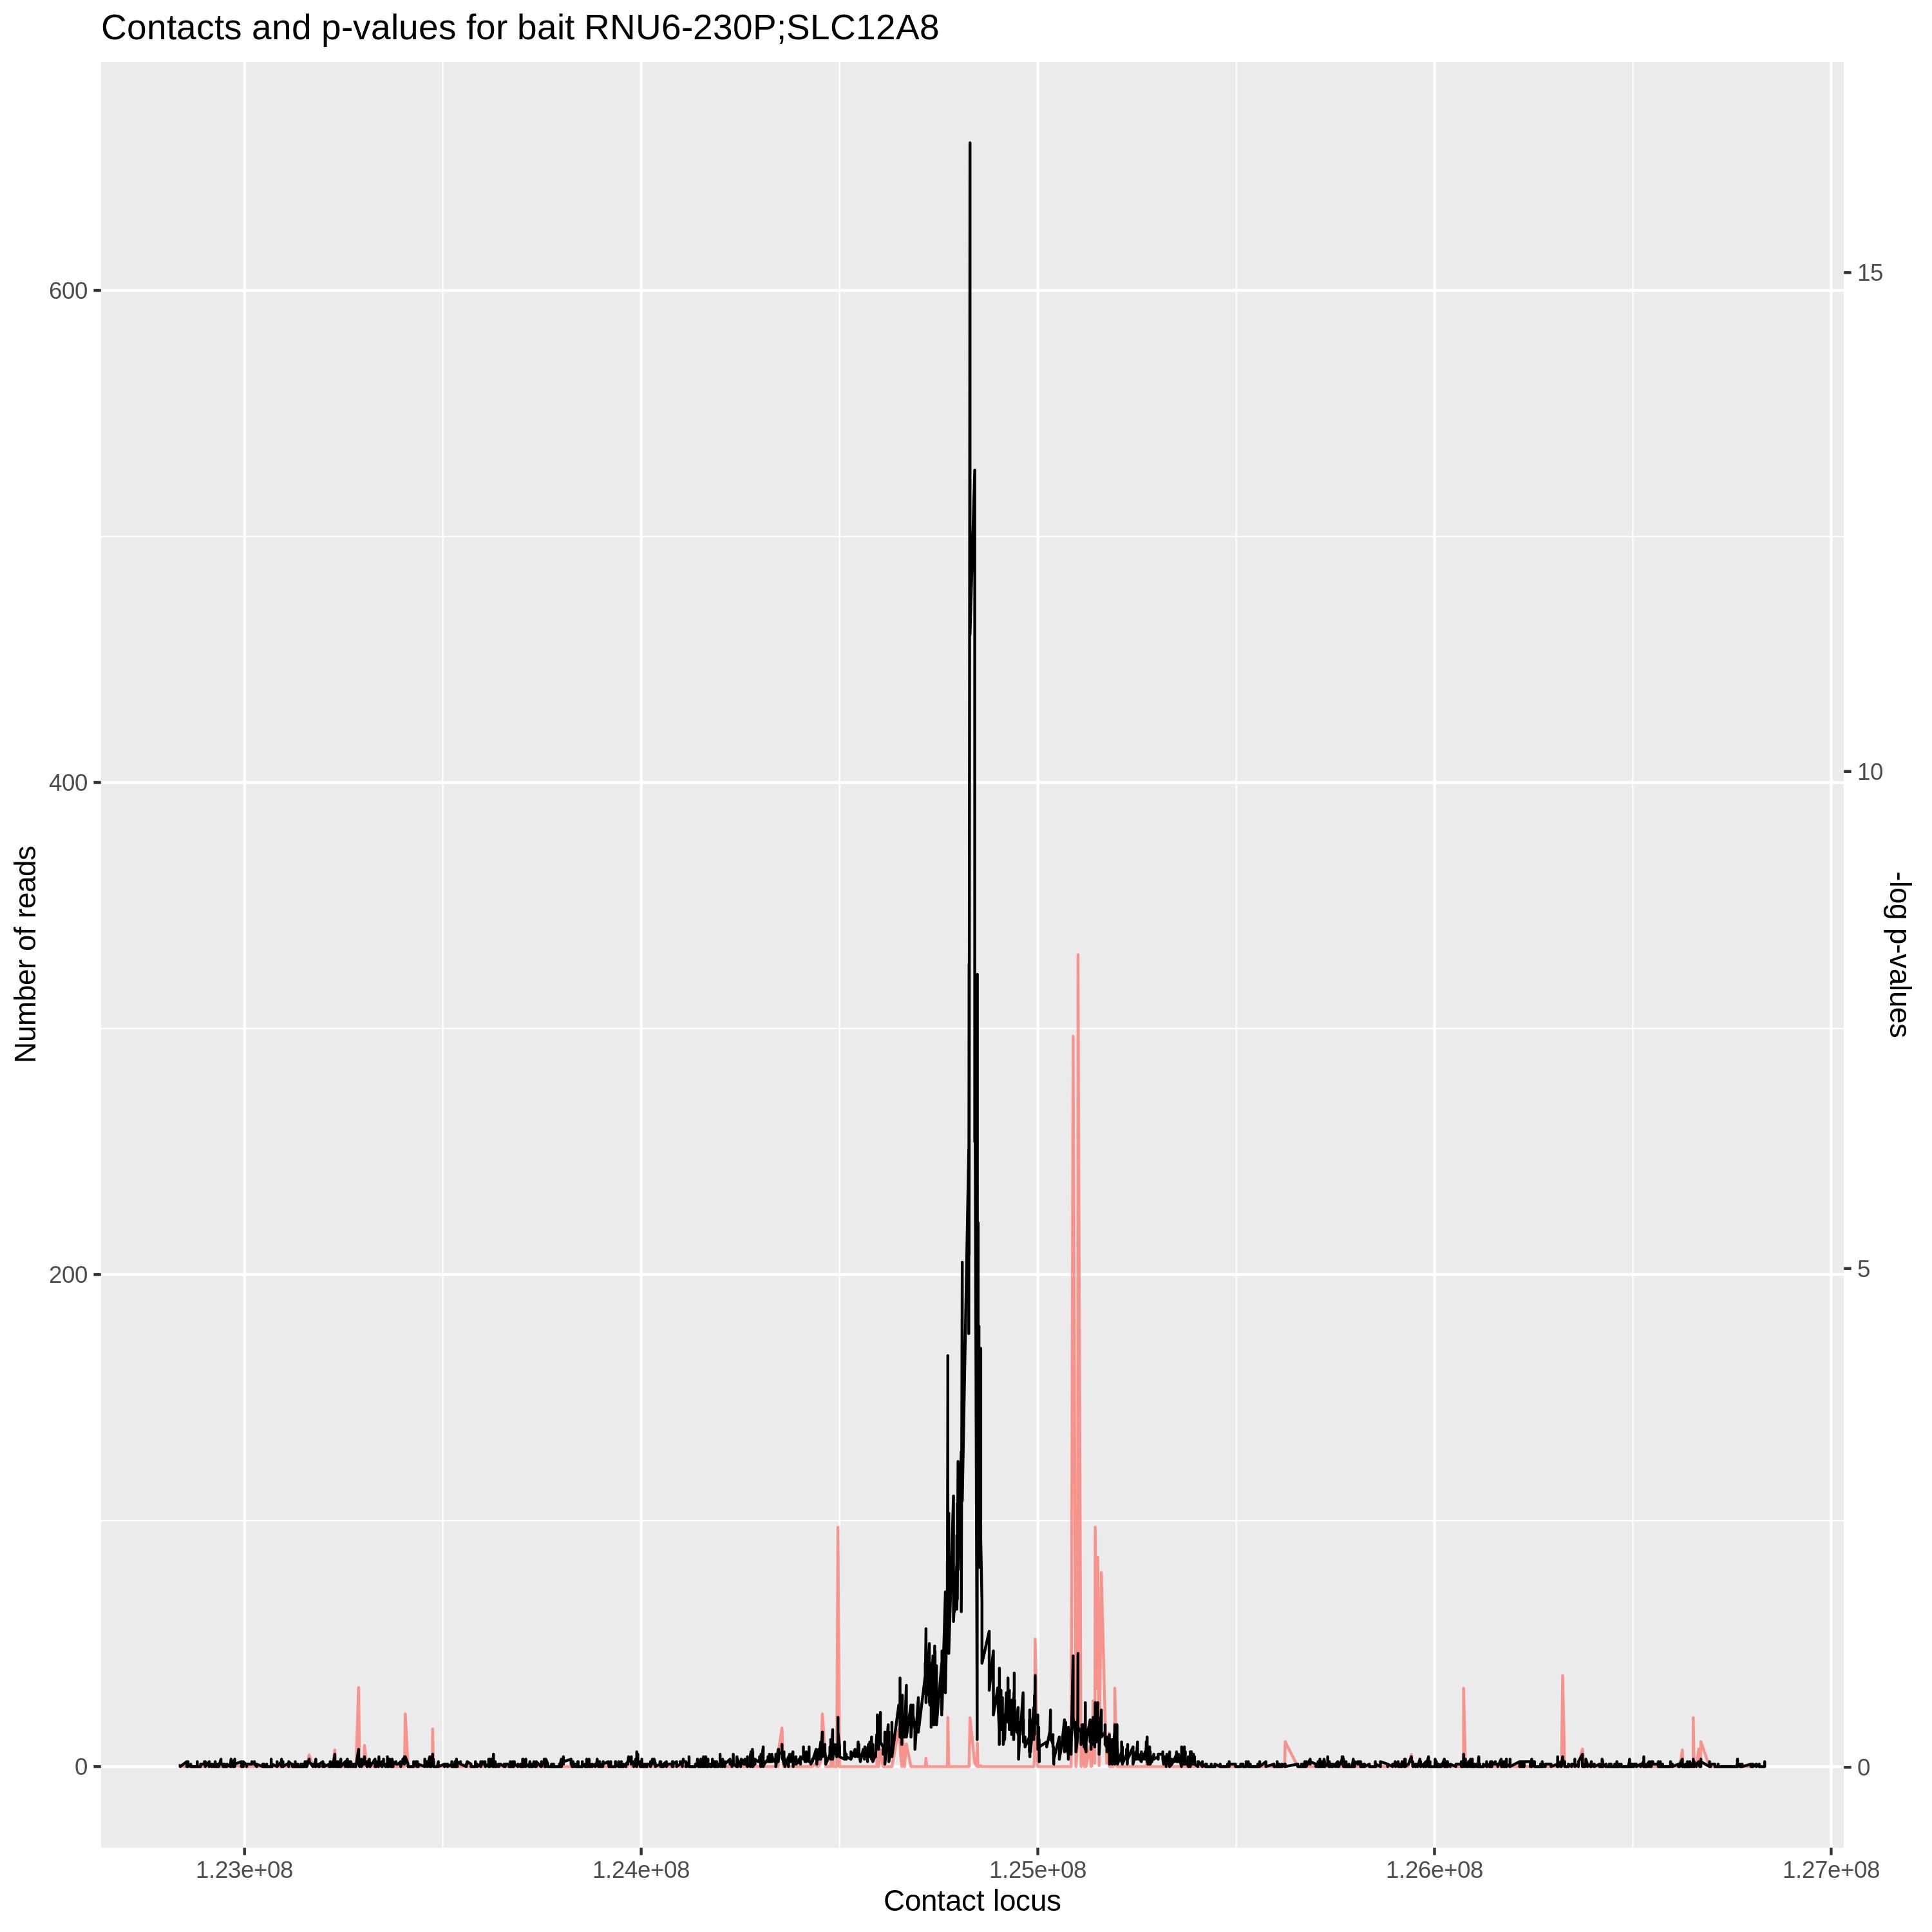 Contacts and p-values for bait RNU6-230P;SLC12A8
600
400
200
0
15
10
5
0
Number of reads
-log p-values
1.23e+08
1.24e+08
1.25e+08
1.26e+08
1.27e+08
Contact locus